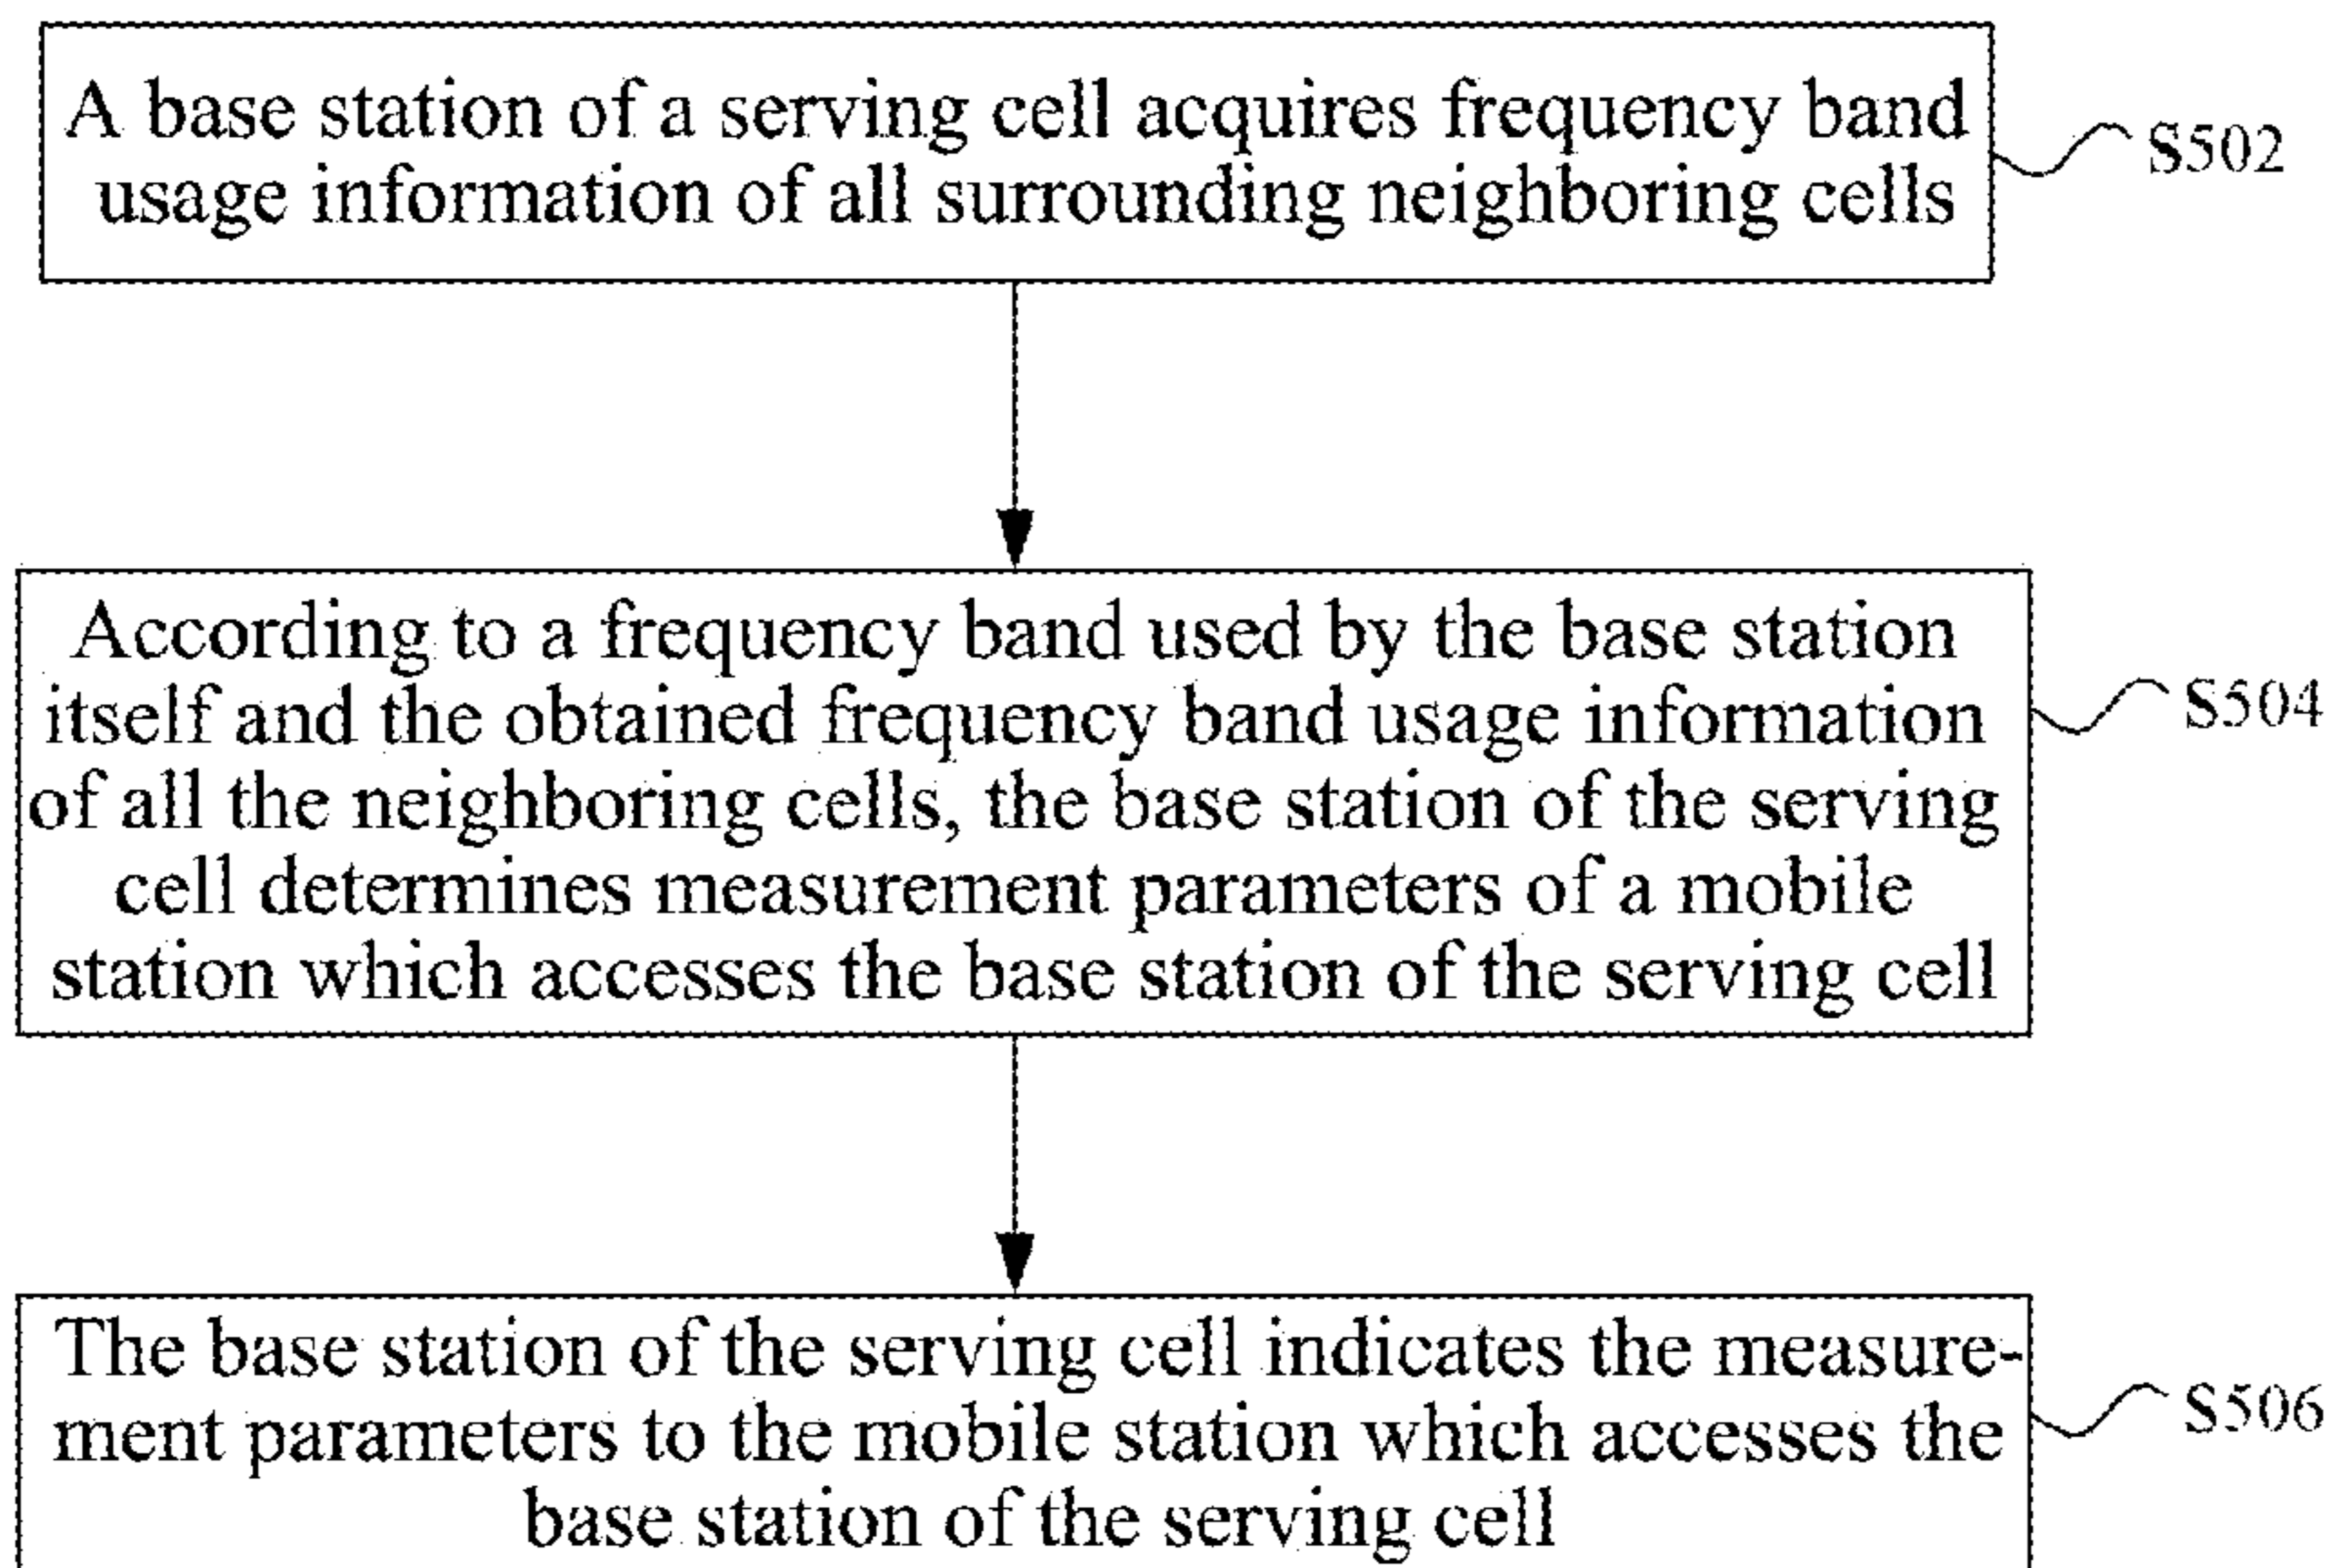 A base station of a serving cell acquires frequency band
usage information of all surrounding neighboring cells
S502
According to a frequency band used by the base station
itself and the obtained frequency band usage information
of all the neighboring cells, the base station of the serving
cell determines measurement parameters of a mobile
station which accesses the base station of the serving cell
S504
The base station of the serving cell indicates the measure-
ment parameters to the mobile station which accesses the
base station of the serving cell
S506